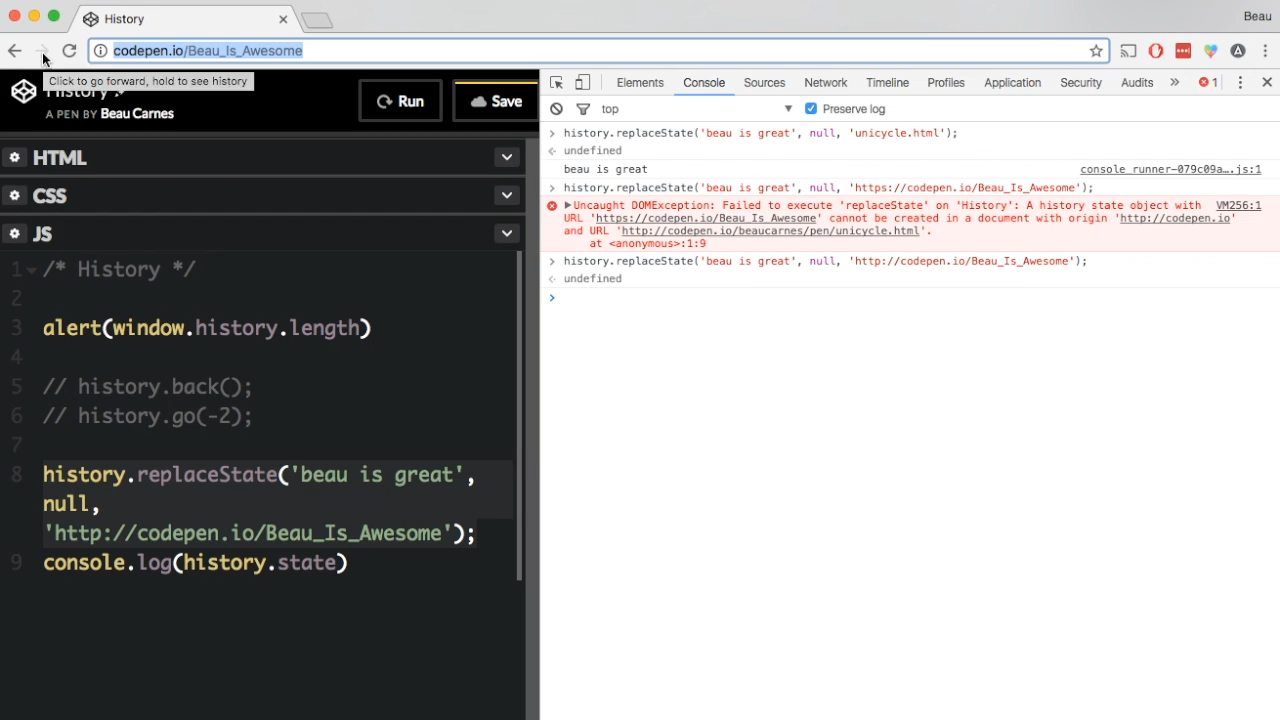 History
Beau
codepen.io/Beau_Is_Awesome
Click to go forward, hold to see history
History
A PEN BY Beau Carnes
Run
Save
HTML
CSS
JS
1 /* History */
2
3 alert(window.history.length)
4
5 // history.back();
6 // history.go(-2);
7
8 history.replaceState('beau is great',
null,
'http://codepen.io/Beau_Is_Awesome');
9 console.log(history.state)
Elements Console Sources Network Timeline Profiles Application Security Audits » 1
top Preserve log
> history.replaceState('beau is great', null, 'unicycle.html');
undefined
beau is great console_runner-079c09a….js:1
> history.replaceState('beau is great', null, 'https://codepen.io/Beau_Is_Awesome');
Uncaught DOMException: Failed to execute 'replaceState' on 'History': A history state object with VM256:1
URL 'https://codepen.io/Beau_Is_Awesome' cannot be created in a document with origin 'http://codepen.io'
and URL 'http://codepen.io/beaucarnes/pen/unicycle.html'.
at <anonymous>:1:9
> history.replaceState('beau is great', null, 'http://codepen.io/Beau_Is_Awesome');
undefined
>